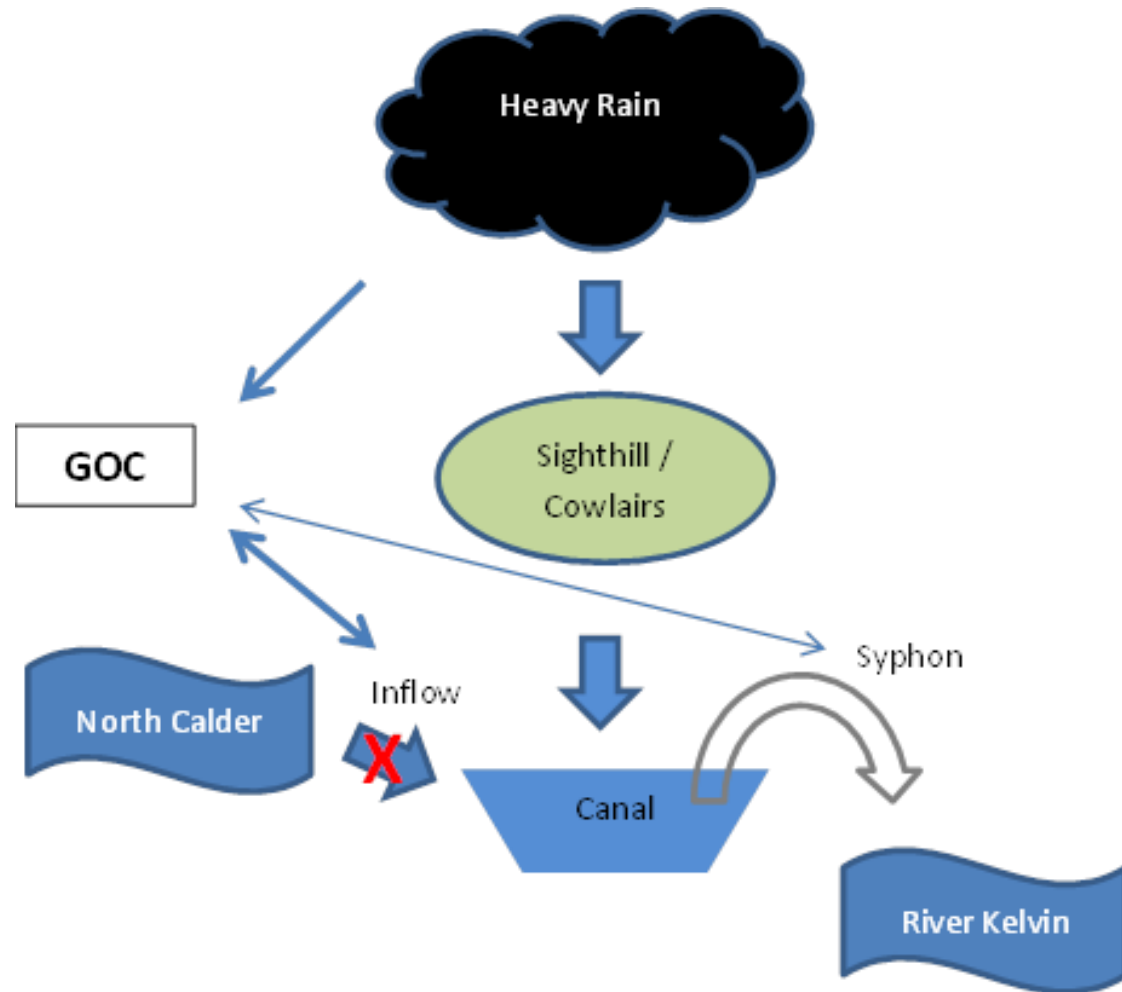 Heavy Rain
GOC
Sighthill /
Cowlairs
Syphon
Inflow
North Calder
X
Canal
River Kelvin